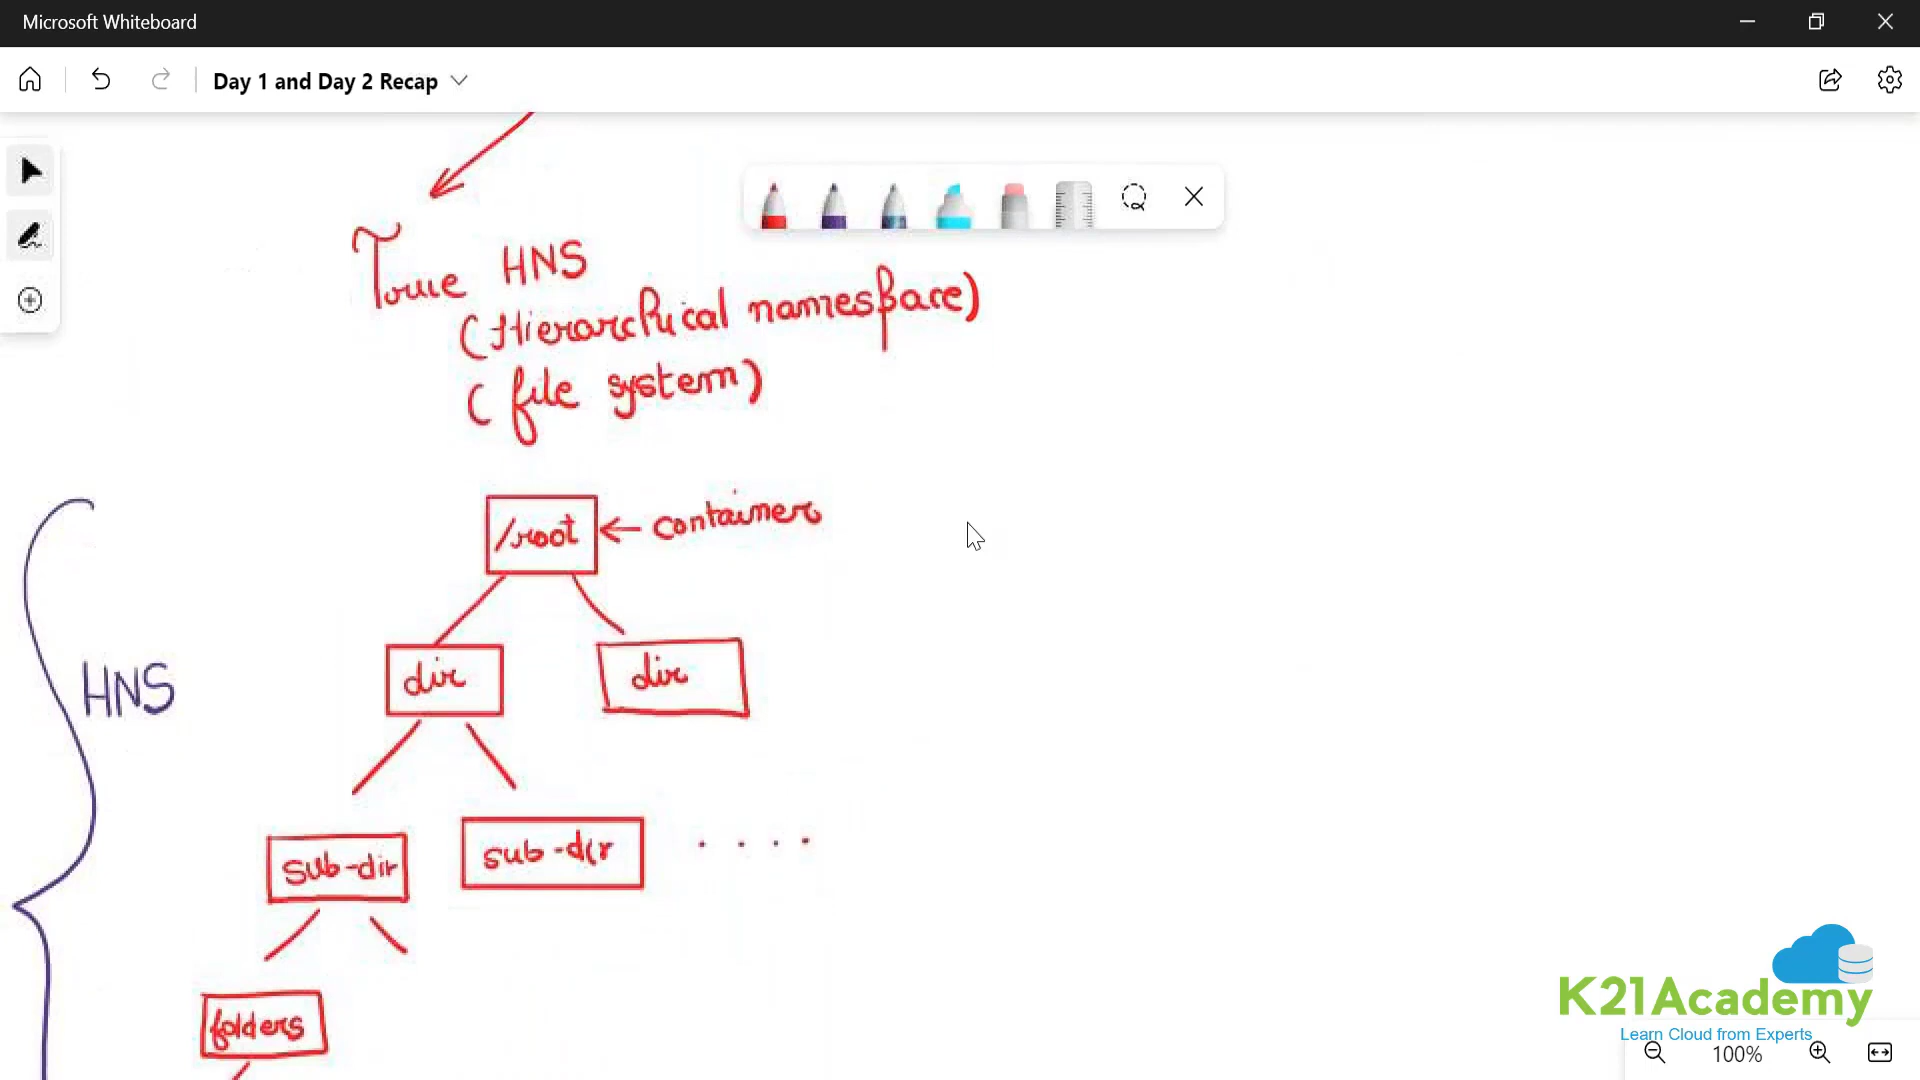 Microsoft Whiteboard
Day 1 and Day 2 Recap
True HNS
(Hierarchical namespace)
(file system)
/root ← container
HNS
dir
dir
sub-dir
sub-dir . . . .
folders
K21Academy
Learn Cloud from Experts
100%